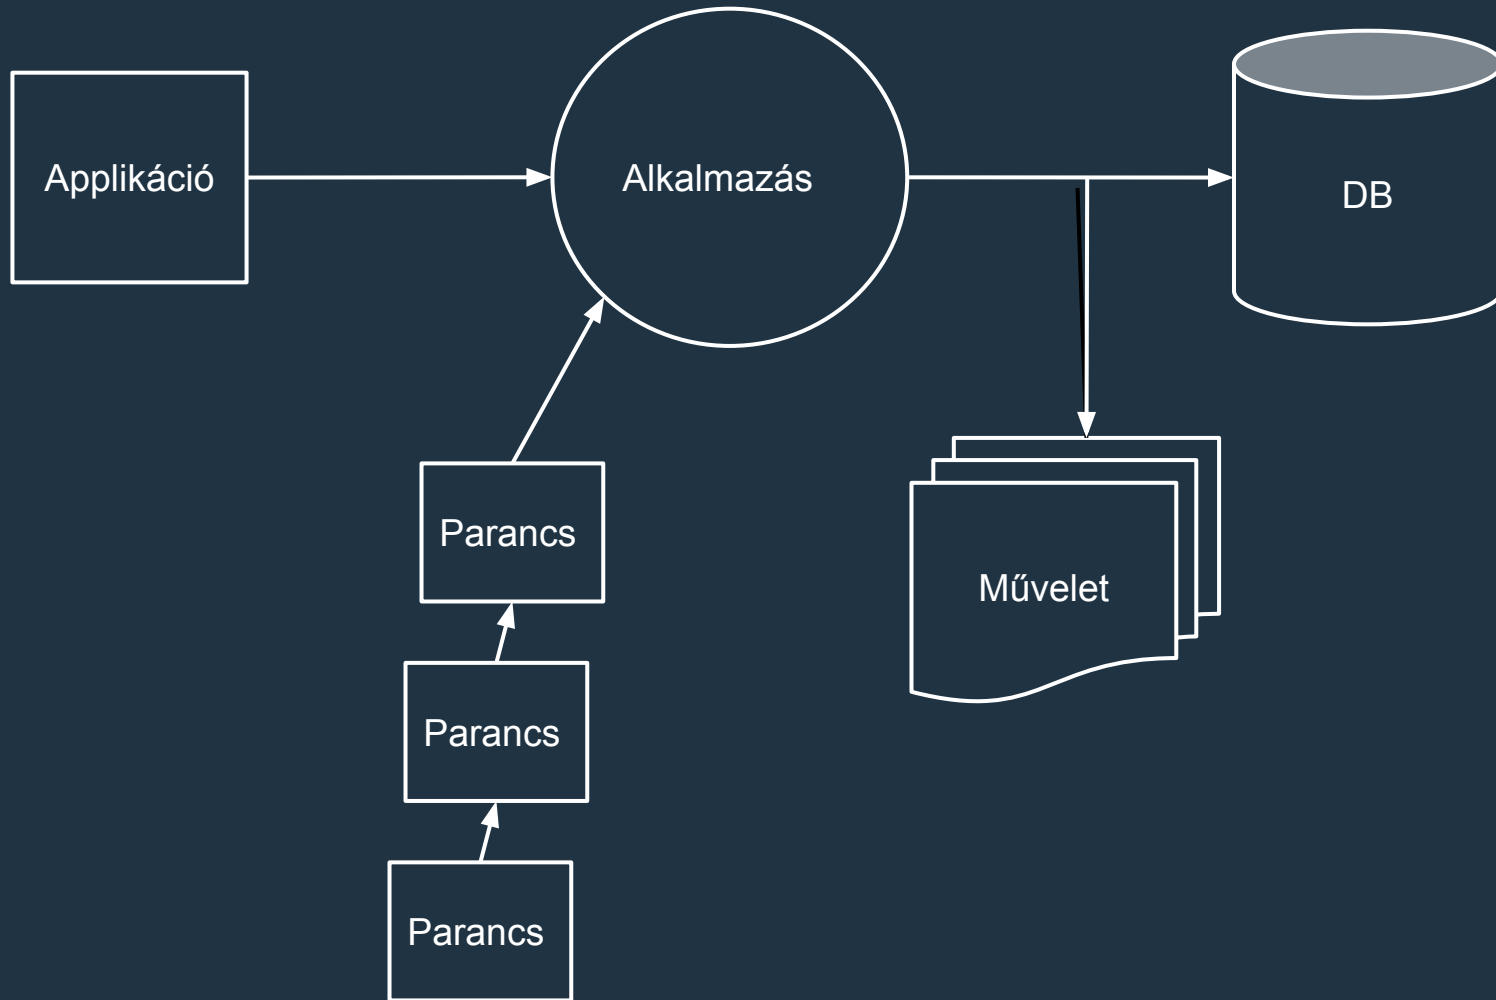 Applikáció
Alkalmazás
DB
Parancs
Művelet
Parancs
Parancs